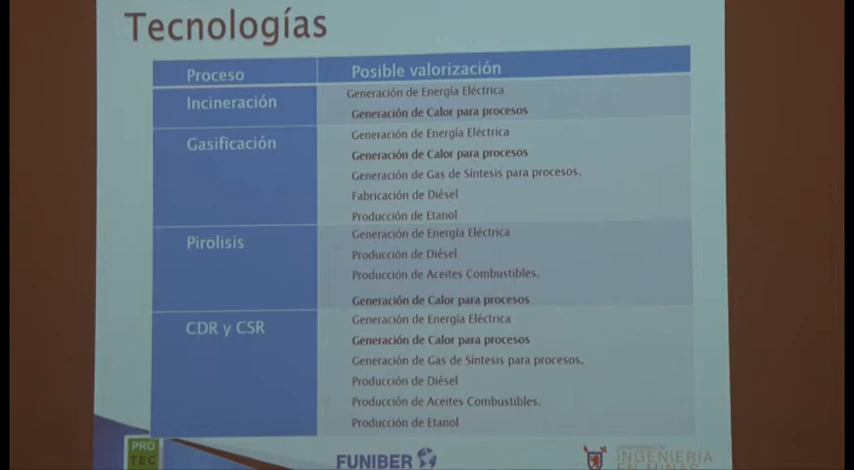 Tecnologías
Proceso
Posible valorización
Incineración
Generación de Energía Eléctrica
Generación de Calor para procesos
Gasificación
Generación de Energía Eléctrica
Generación de Calor para procesos
Generación de Gas de Síntesis para procesos.
Fabricación de Diésel
Producción de Etanol
Pirolisis
Generación de Energía Eléctrica
Producción de Diésel
Producción de Aceites Combustibles.
Generación de Calor para procesos
CDR y CSR
Generación de Energía Eléctrica
Generación de Calor para procesos
Generación de Gas de Síntesis para procesos.
Producción de Diésel
Producción de Aceites Combustibles.
Producción de Etanol
PRO
TEC
FUNIBER
INGENIERÍA
EN MINAS